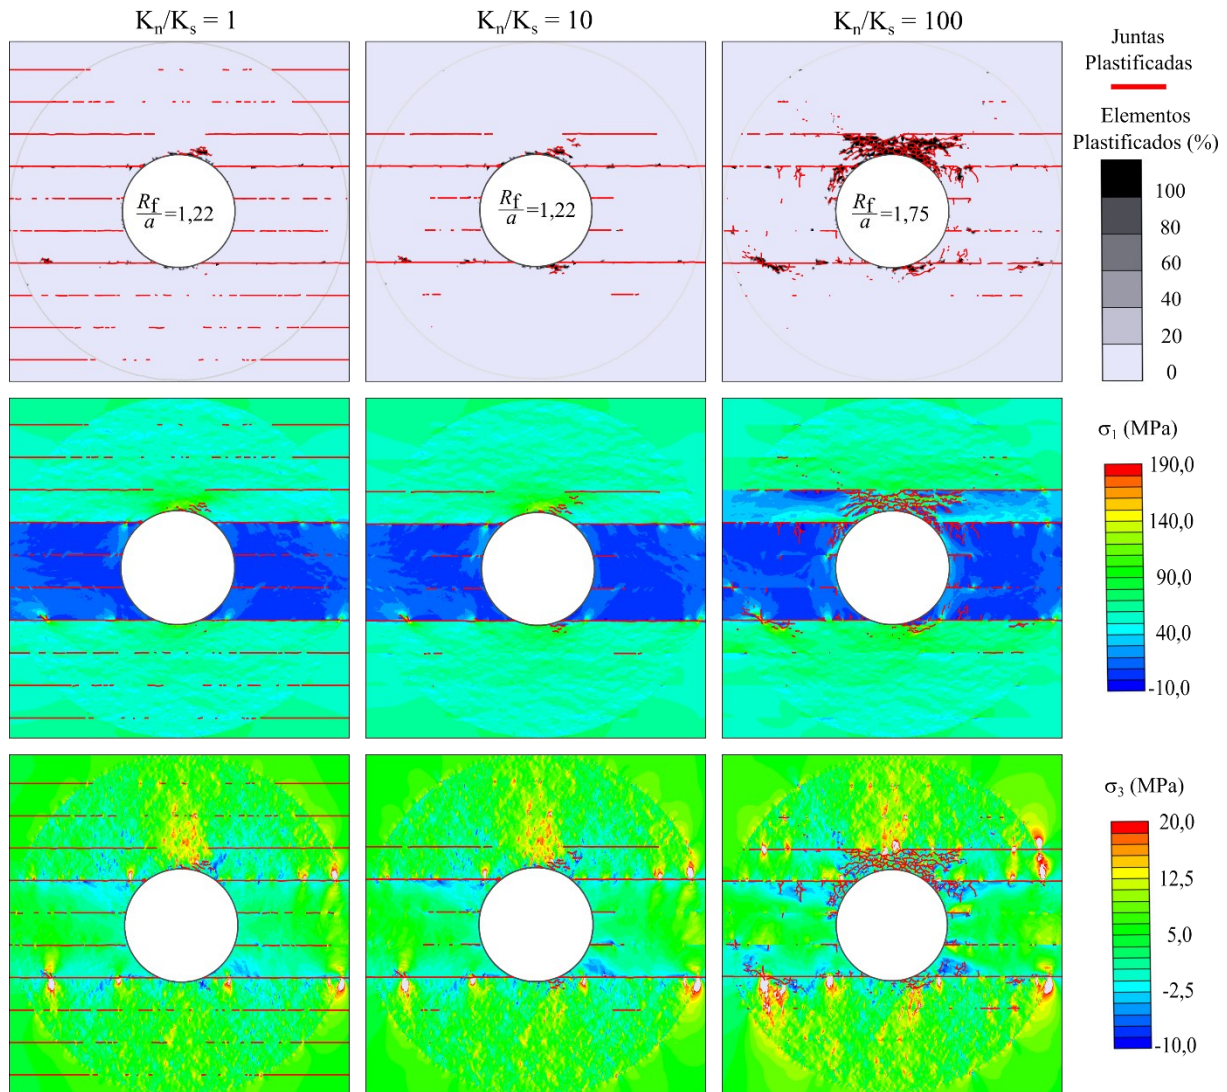 Kn/Ks = 1
Kn/Ks = 10
Kn/Ks = 100
Juntas
Plastificadas
Elementos
Plastificados (%)
100
80
60
40
20
0
Rf/a=1,22
Rf/a=1,22
Rf/a=1,75
σ1 (MPa)
190,0
140,0
90,0
40,0
-10,0
σ3 (MPa)
20,0
12,5
5,0
-2,5
-10,0